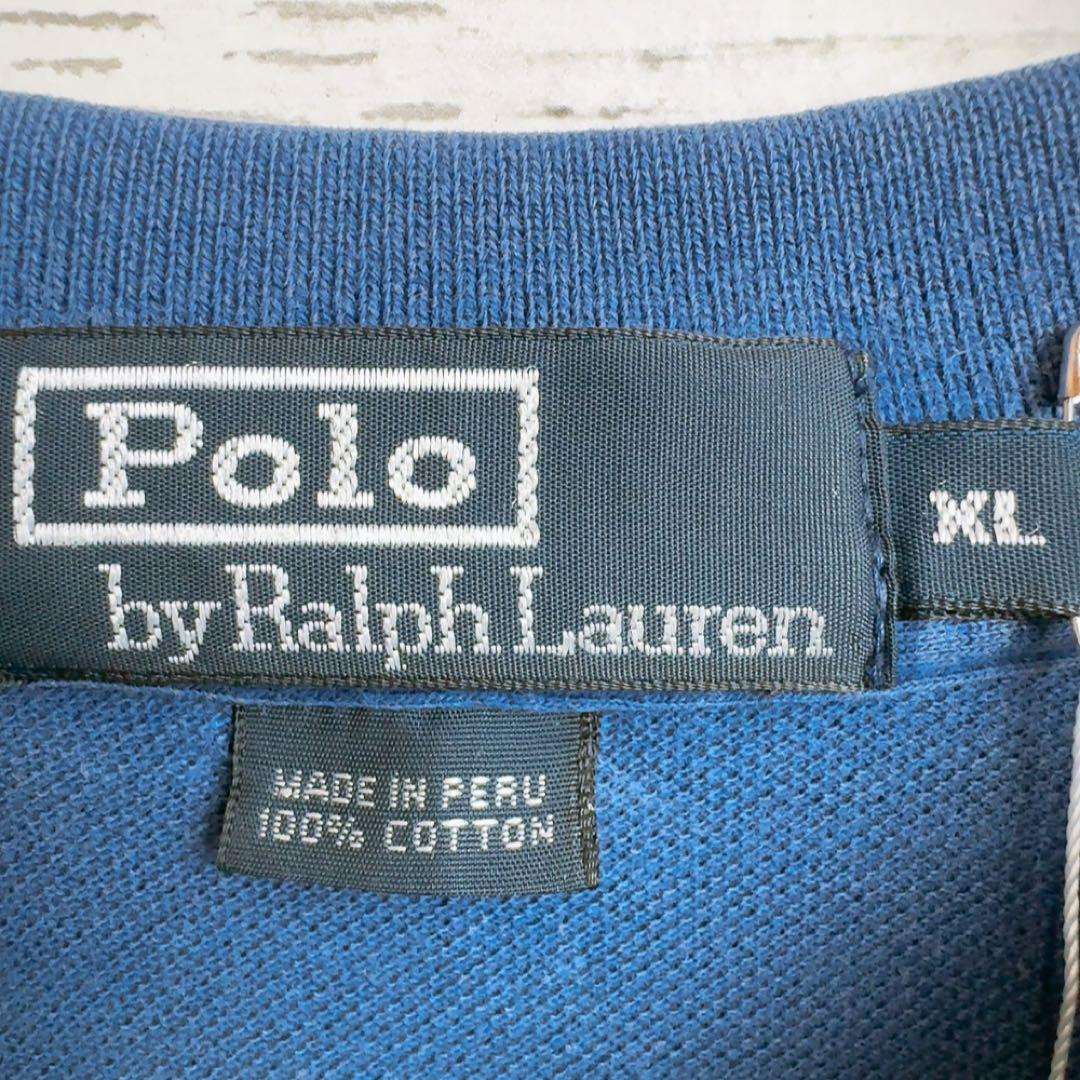 Polo
by Ralph Lauren
XL
MADE IN PERU
100% COTTON